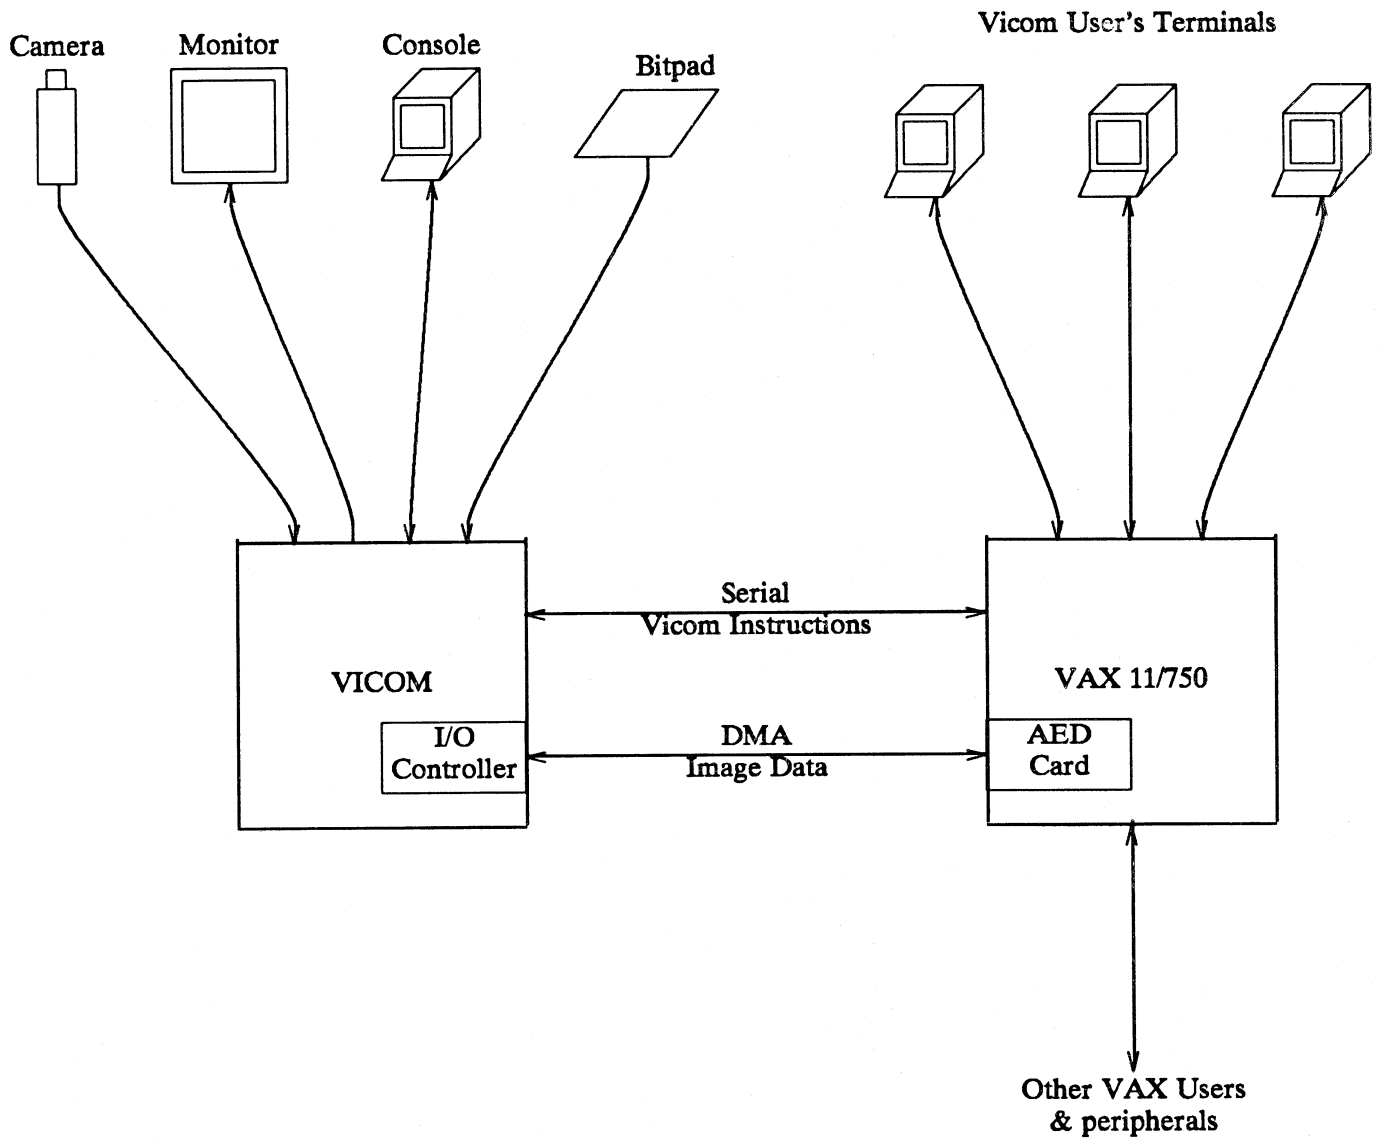 Vicom User's Terminals
Camera
Monitor
Console
Bitpad
Serial
Vicom Instructions
VICOM
VAX 11/750
I/O
Controller
DMA
Image Data
AED
Card
Other VAX Users
& peripherals